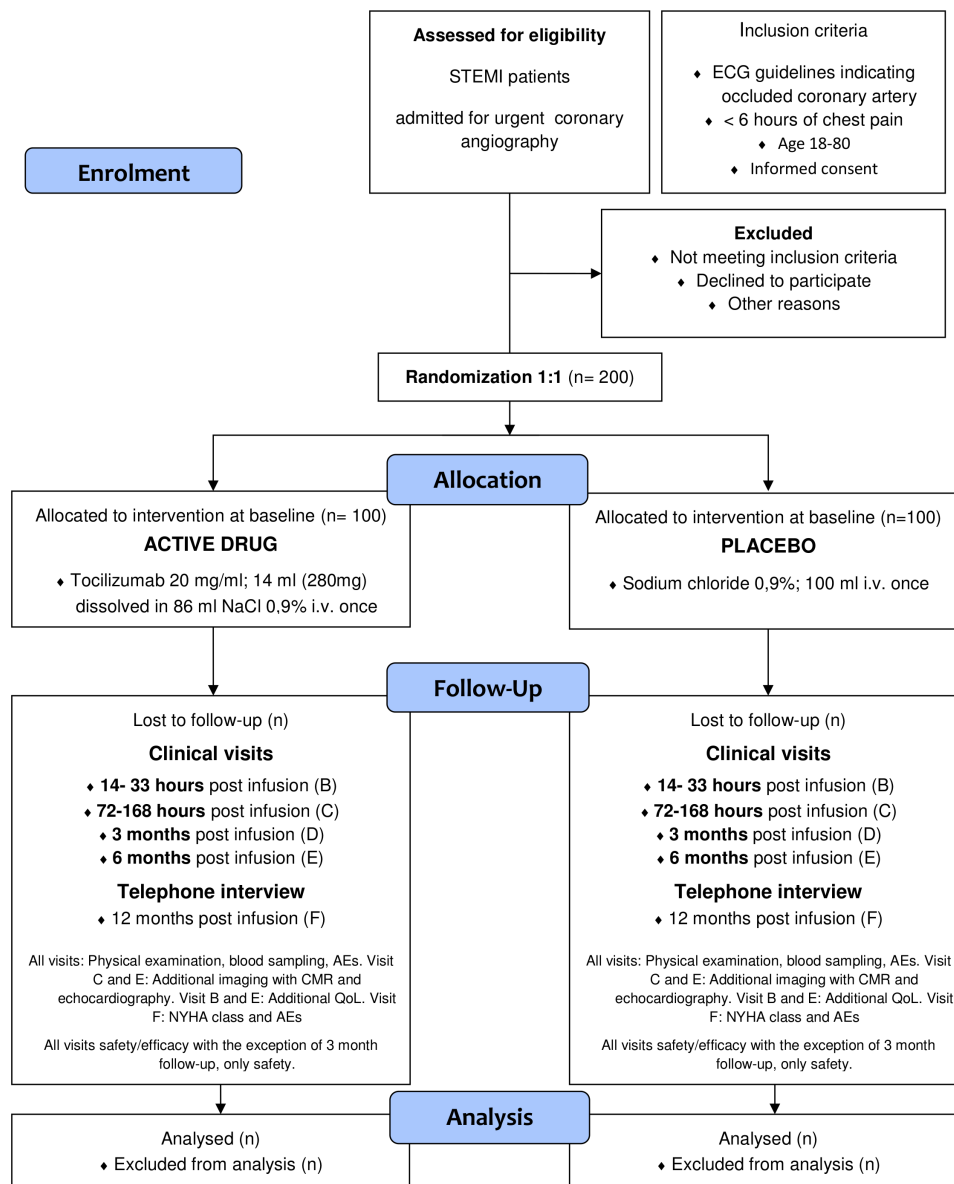 Assessed for eligibility
STEMI patients
admitted for urgent coronary
angiography
Inclusion criteria
♦ ECG guidelines indicating
occluded coronary artery
♦ < 6 hours of chest pain
♦ Age 18-80
♦ Informed consent
Enrolment
Excluded
♦ Not meeting inclusion criteria
♦ Declined to participate
♦ Other reasons
Randomization 1:1 (n= 200)
Allocation
Allocated to intervention at baseline (n= 100)
ACTIVE DRUG
♦ Tocilizumab 20 mg/ml; 14 ml (280mg)
dissolved in 86 ml NaCl 0,9% i.v. once
Allocated to intervention at baseline (n=100)
PLACEBO
♦ Sodium chloride 0,9%; 100 ml i.v. once
Follow-Up
Lost to follow-up (n)
Clinical visits
♦ 14- 33 hours post infusion (B)
♦ 72-168 hours post infusion (C)
♦ 3 months post infusion (D)
♦ 6 months post infusion (E)
Telephone interview
♦ 12 months post infusion (F)
All visits: Physical examination, blood sampling, AEs. Visit
C and E: Additional imaging with CMR and
echocardiography. Visit B and E: Additional QoL. Visit
F: NYHA class and AEs
All visits safety/efficacy with the exception of 3 month
follow-up, only safety.
Lost to follow-up (n)
Clinical visits
♦ 14- 33 hours post infusion (B)
♦ 72-168 hours post infusion (C)
♦ 3 months post infusion (D)
♦ 6 months post infusion (E)
Telephone interview
♦ 12 months post infusion (F)
All visits: Physical examination, blood sampling, AEs. Visit
C and E: Additional imaging with CMR and
echocardiography. Visit B and E: Additional QoL. Visit
F: NYHA class and AEs
All visits safety/efficacy with the exception of 3 month
follow-up, only safety.
Analysis
Analysed (n)
♦ Excluded from analysis (n)
Analysed (n)
♦ Excluded from analysis (n)